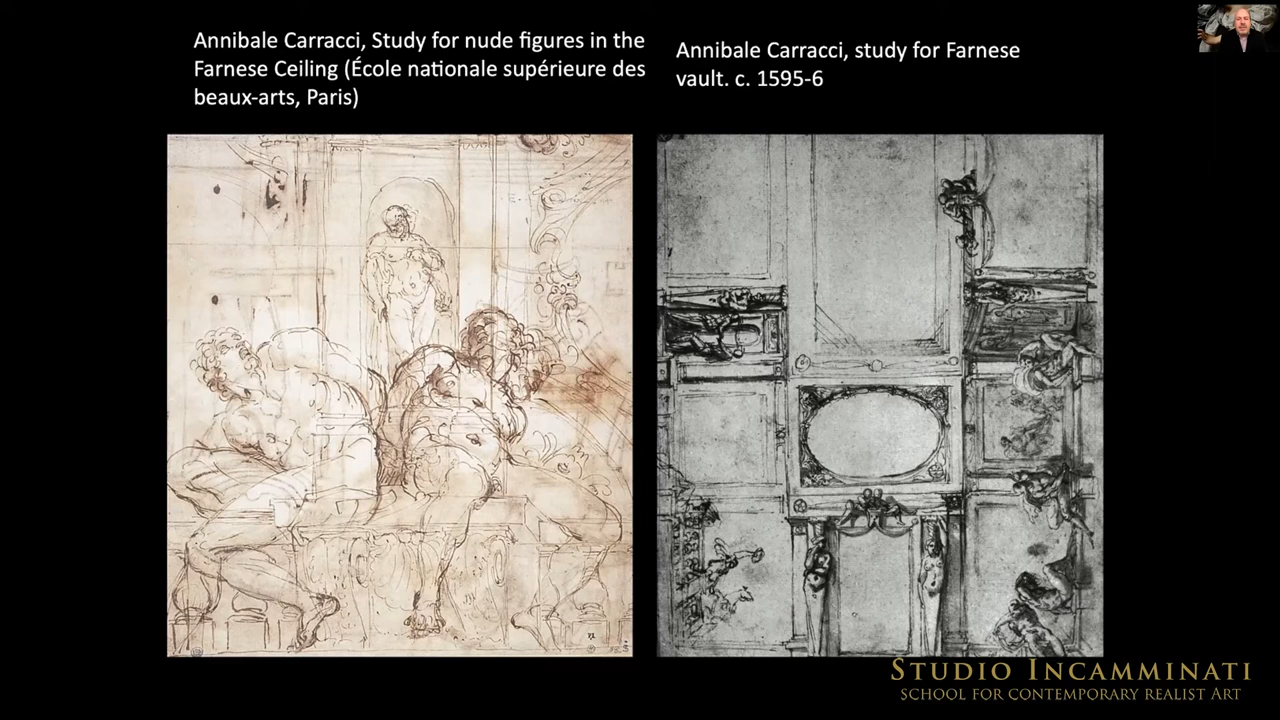 Annibale Carracci, Study for nude figures in the
Farnese Ceiling (École nationale supérieure des
beaux-arts, Paris)
Annibale Carracci, study for Farnese
vault. c. 1595-6
STUDIO INCAMMINATI
SCHOOL FOR CONTEMPORARY REALIST ART